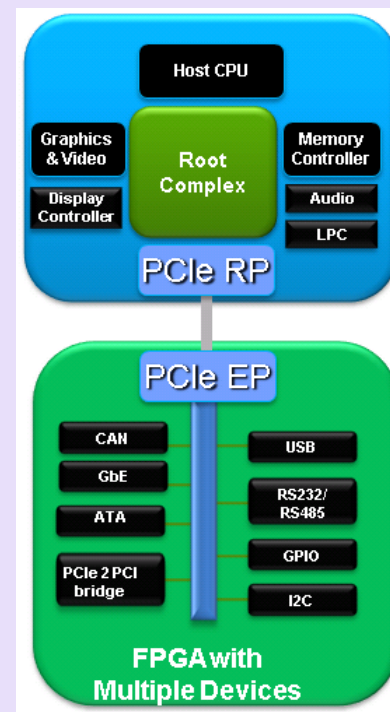 Host CPU
Graphics
& Video
Root
Complex
Memory
Controller
Display
Controller
Audio
LPC
PCIe RP
PCIe EP
CAN
USB
GbE
RS232/
RS485
ATA
GPIO
PCIe 2 PCI
bridge
I2C
FPGA with
Multiple Devices